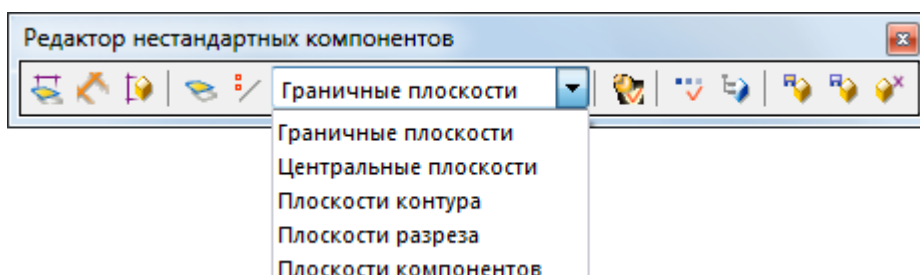 Редактор нестандартных компонентов
Граничные плоскости
Граничные плоскости
Центральные плоскости
Плоскости контура
Плоскости разреза
Плоскости компонентов